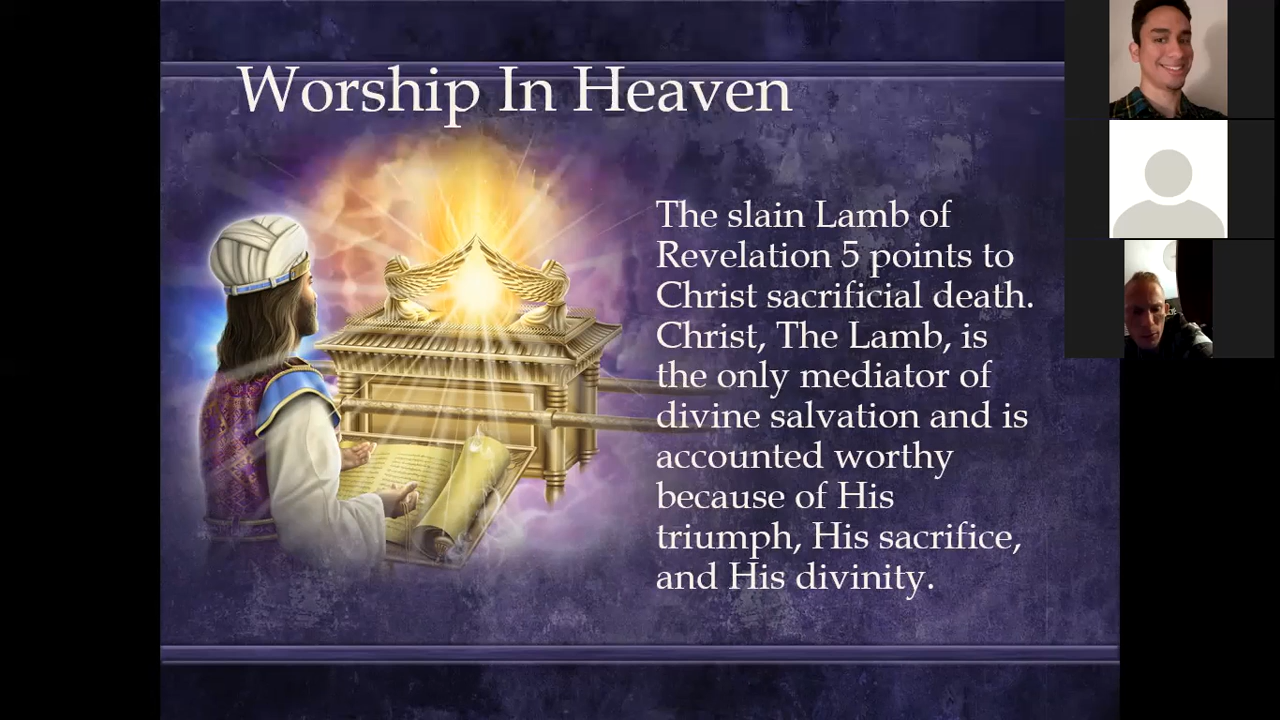 Worship In Heaven
The slain Lamb of
Revelation 5 points to
Christ sacrificial death.
Christ, The Lamb, is
the only mediator of
divine salvation and is
accounted worthy
because of His
triumph, His sacrifice,
and His divinity.